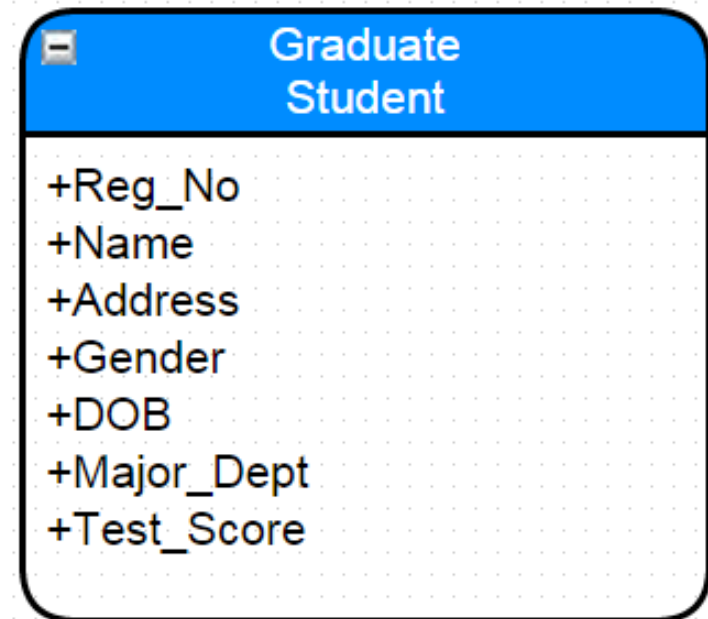 Graduate
Student
+Reg_No
+Name
+Address
+Gender
+DOB
+Major_Dept
+Test_Score